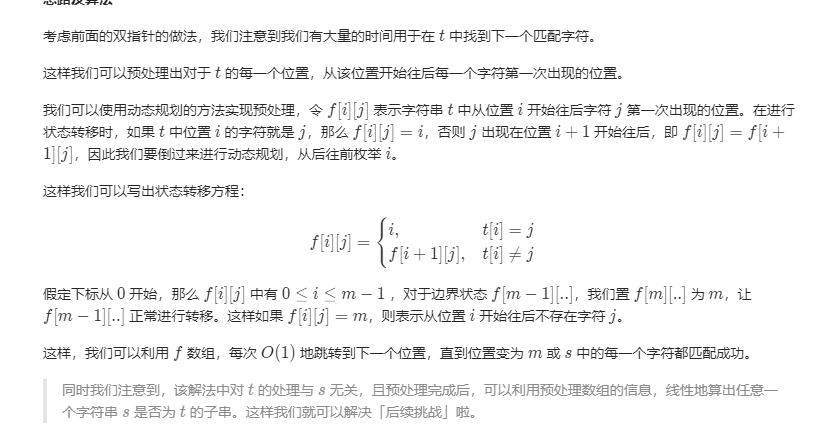 思路及算法
考虑前面的双指针的做法，我们注意到我们有大量的时间用于在 t 中找到下一个匹配字符。
这样我们可以预处理出对于 t 的每一个位置，从该位置开始往后每一个字符第一次出现的位置。
我们可以使用动态规划的方法实现预处理，令 f[i][j] 表示字符串 t 中从位置 i 开始往后字符 j 第一次出现的位置。在进行
状态转移时，如果 t 中位置 i 的字符就是 j，那么 f[i][j] = i，否则 j 出现在位置 i + 1 开始往后，即 f[i][j] = f[i +
1][j]，因此我们要倒过来进行动态规划，从后往前枚举 i。
这样我们可以写出状态转移方程：
f[i][j] = { i, t[i] = j
f[i + 1][j], t[i] ≠ j
假定下标从 0 开始，那么 f[i][j] 中有 0 ≤ i ≤ m − 1 ，对于边界状态 f[m − 1][..]，我们置 f[m][..] 为 m，让
f[m − 1][..] 正常进行转移。这样如果 f[i][j] = m，则表示从位置 i 开始往后不存在字符 j。
这样，我们可以利用 f 数组，每次 O(1) 地跳转到下一个位置，直到位置变为 m 或 s 中的每一个字符都匹配成功。
同时我们注意到，该解法中对 t 的处理与 s 无关，且预处理完成后，可以利用预处理数组的信息，线性地算出任意一
个字符串 s 是否为 t 的子串。这样我们就可以解决「后续挑战」啦。